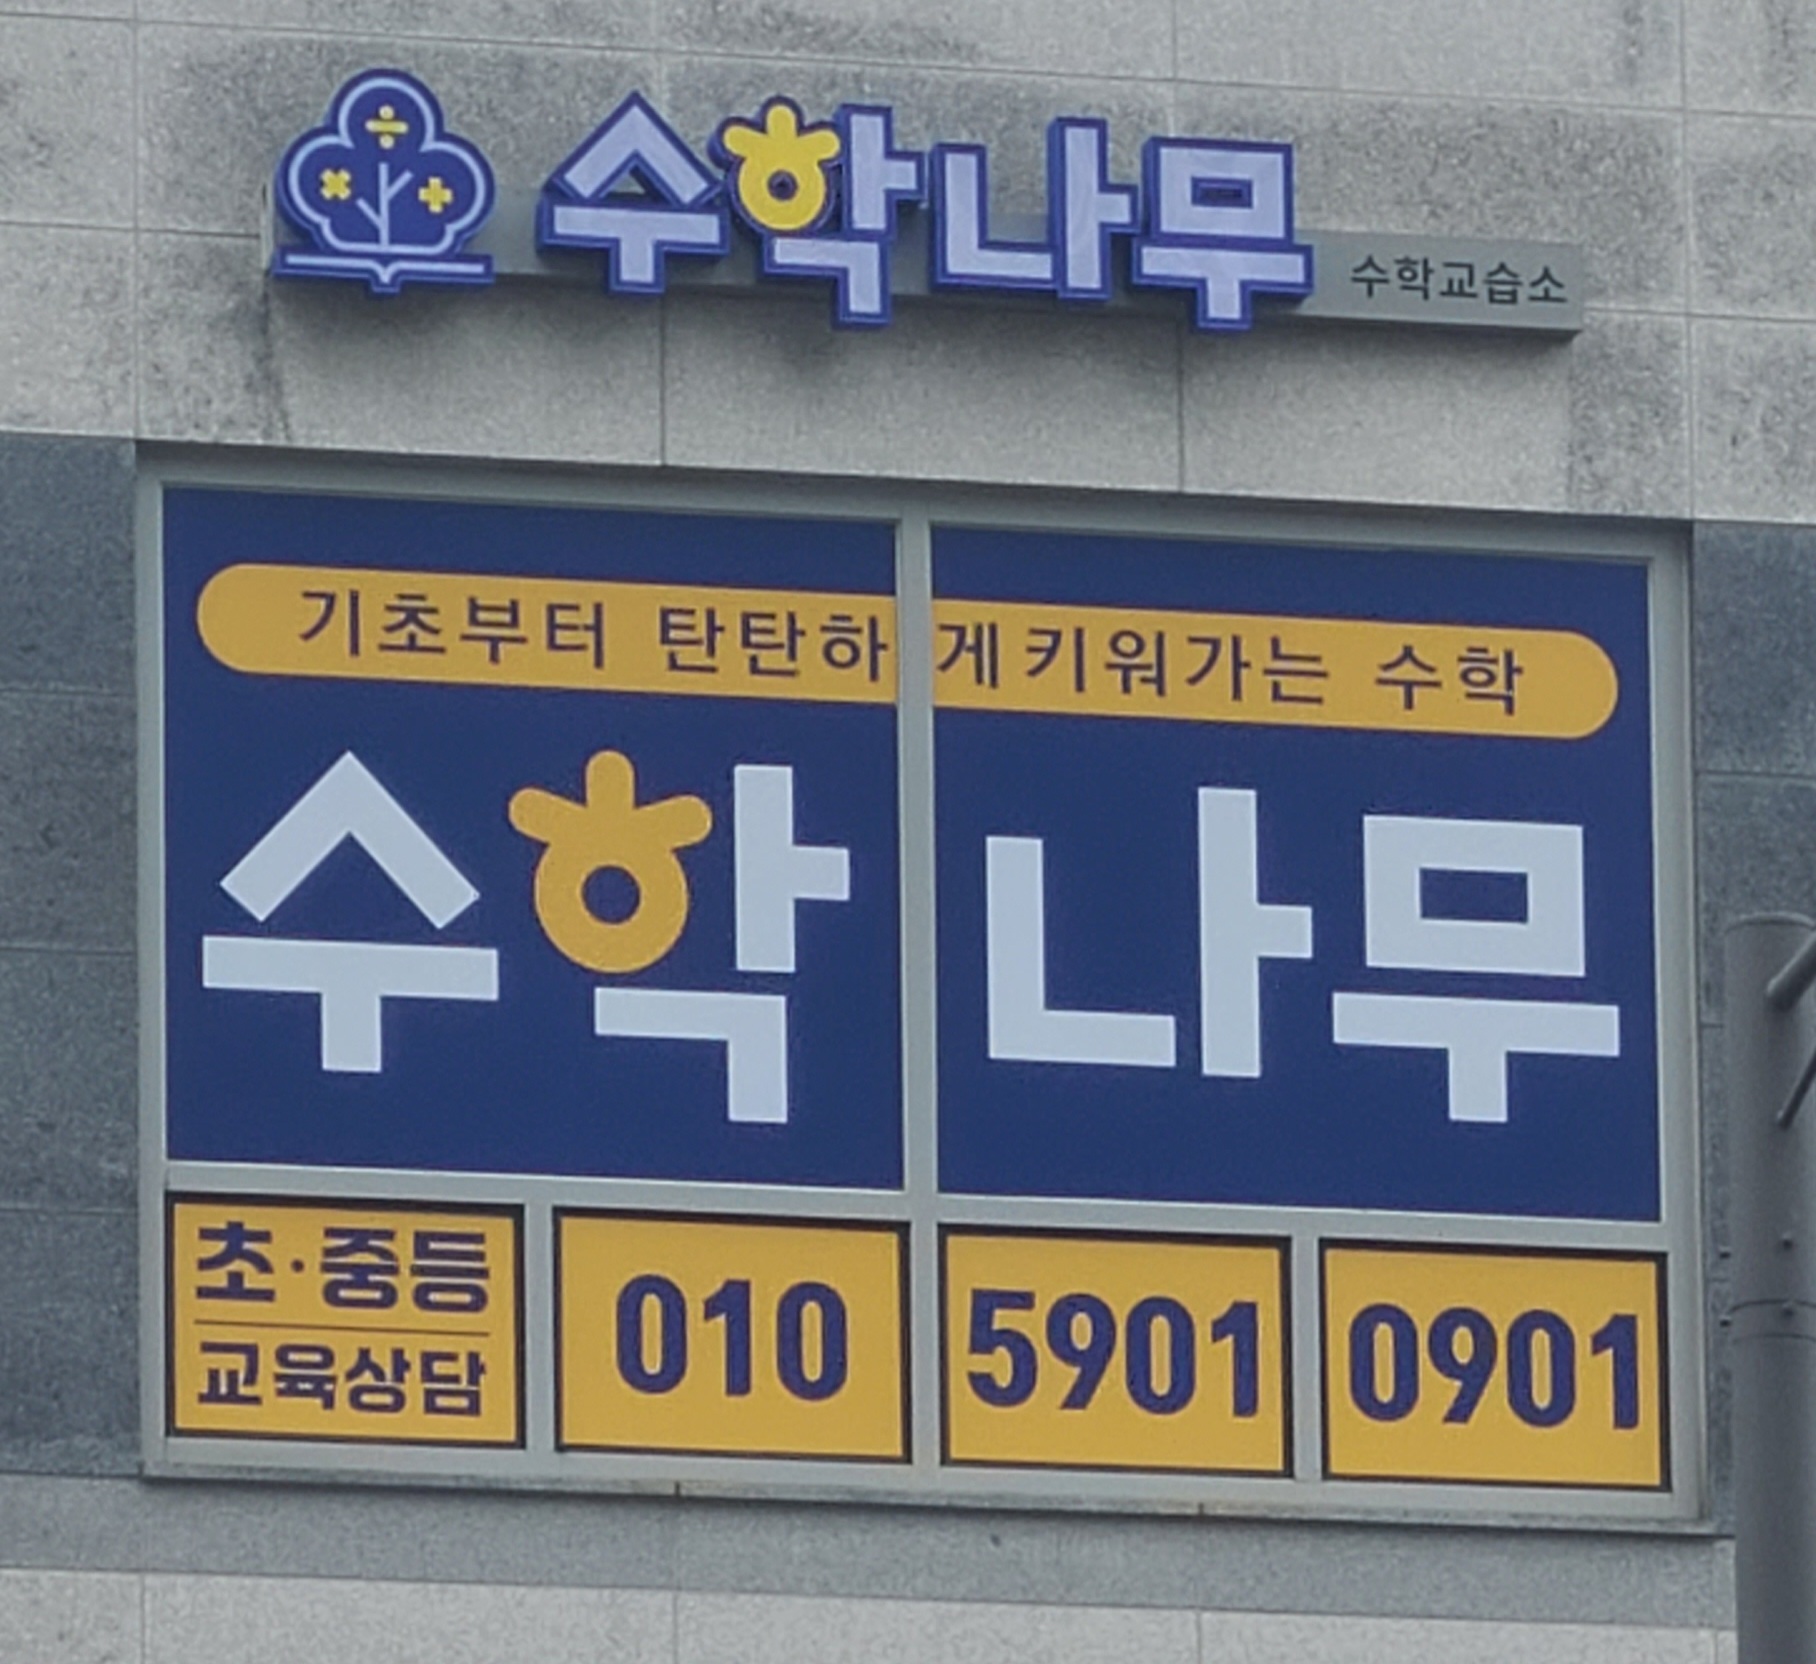 수학나무 수학교습소
기초부터 탄탄하게키워가는 수학
수학나무
초·중등
교육상담
010 5901 0901